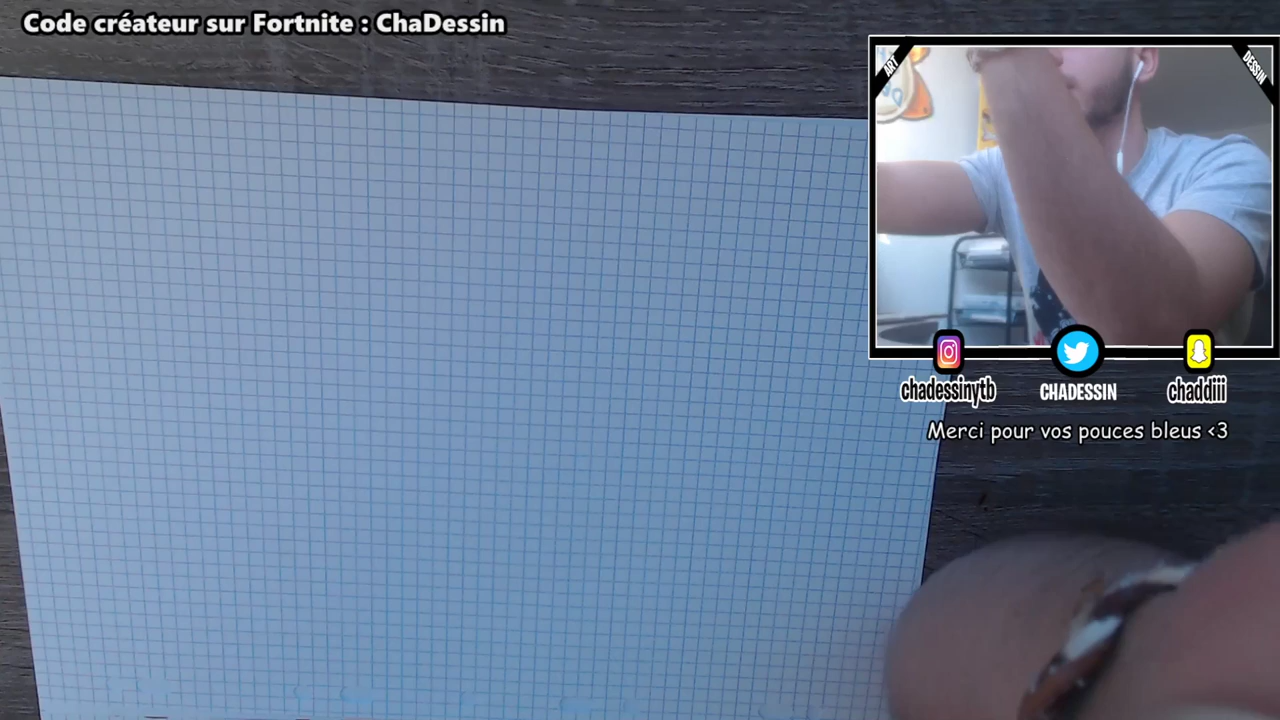 Code créateur sur Fortnite : ChaDessin
ART
DESSIN
chadessinytb
CHADESSIN
chaddiii
Merci pour vos pouces bleus <3